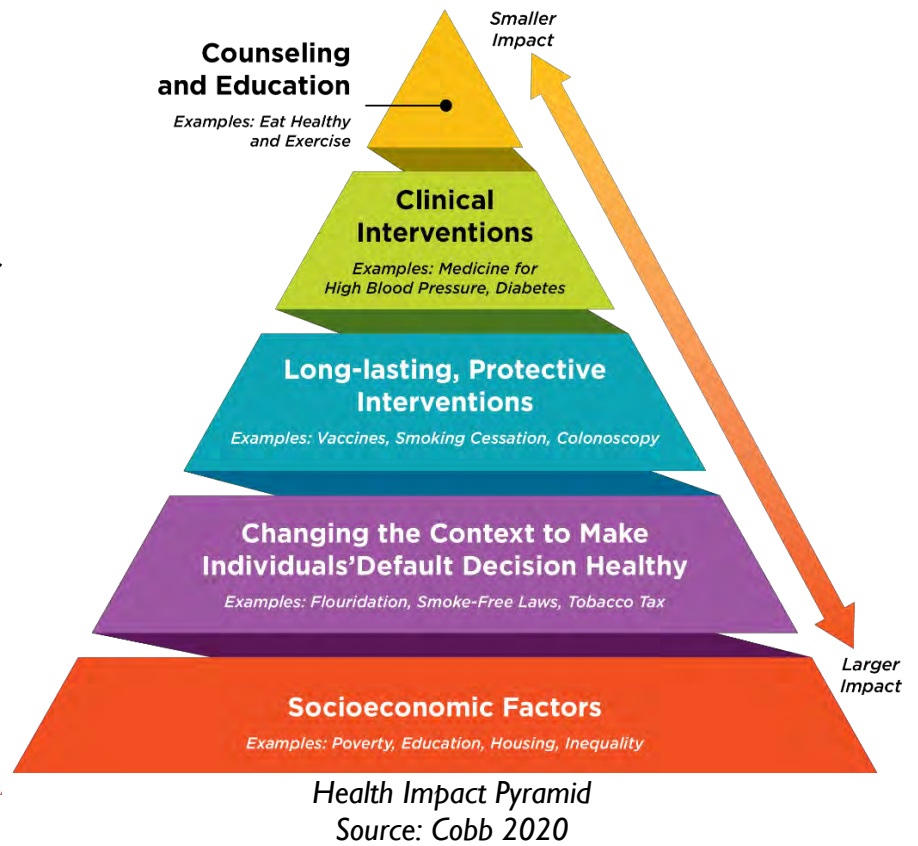 Smaller
Impact
Counseling
and Education
Examples: Eat Healthy
and Exercise
Clinical
Interventions
Examples: Medicine for
High Blood Pressure, Diabetes
Long-lasting, Protective
Interventions
Examples: Vaccines, Smoking Cessation, Colonoscopy
Changing the Context to Make
Individuals'Default Decision Healthy
Examples: Flouridation, Smoke-Free Laws, Tobacco Tax
Larger
Impact
Socioeconomic Factors
Examples: Poverty, Education, Housing, Inequality
Health Impact Pyramid
Source: Cobb 2020